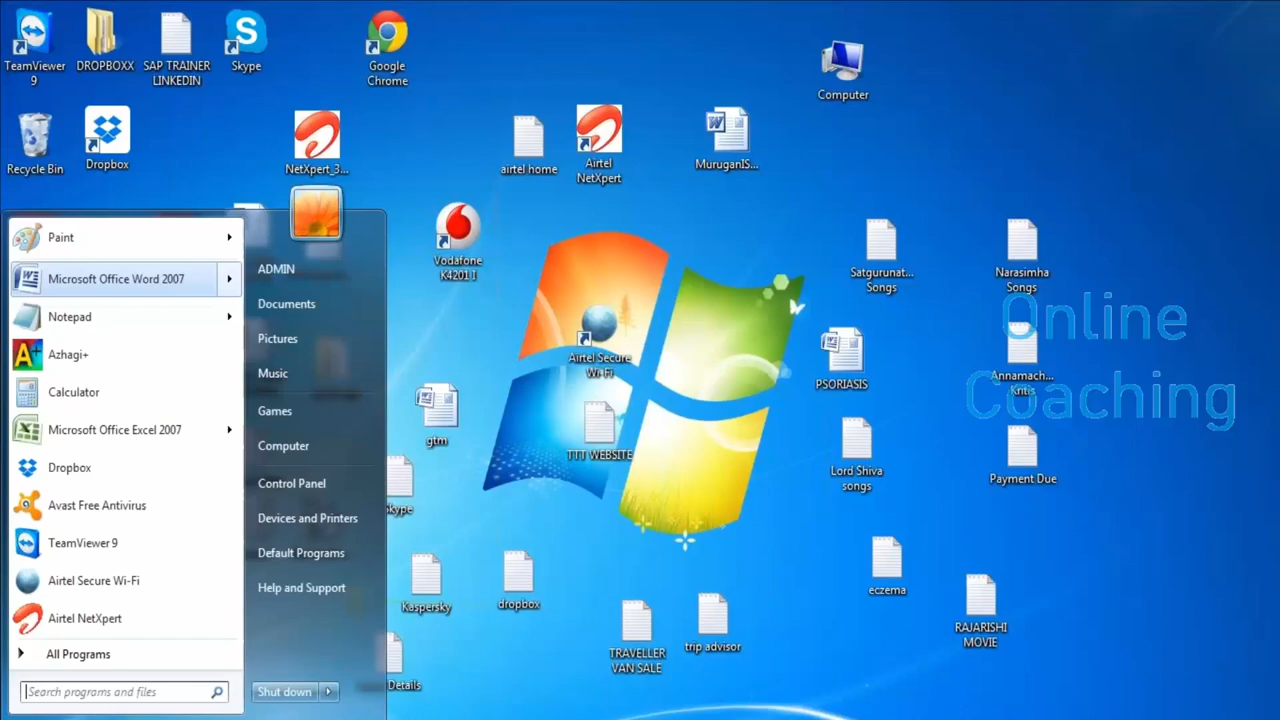 TeamViewer
9
DROPBOXX
SAP TRAINER
LINKEDIN
Skype
Google
Chrome
Computer
Recycle Bin
Dropbox
NetXpert_3...
airtel home
Airtel
NetXpert
MuruganIS...
Vodafone
K4201 I
Satgurunat...
Songs
Narasimha
Songs
Online
Coaching
Airtel Secure
Wi-Fi
PSORIASIS
Annamach...
Kritis
gtm
TTT WEBSITE
Lord Shiva
songs
Payment Due
kype
Kaspersky
dropbox
eczema
TRAVELLER
VAN SALE
trip advisor
RAJARISHI
MOVIE
Details
Paint
Microsoft Office Word 2007
Notepad
Azhagi+
Calculator
Microsoft Office Excel 2007
Dropbox
Avast Free Antivirus
TeamViewer 9
Airtel Secure Wi-Fi
Airtel NetXpert
All Programs
Search programs and files
ADMIN
Documents
Pictures
Music
Games
Computer
Control Panel
Devices and Printers
Default Programs
Help and Support
Shut down